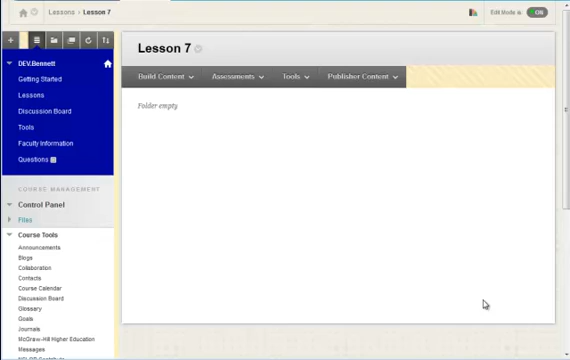 Lessons > Lesson 7
Edit Mode is: ON
DEV.Bennett
Getting Started
Lessons
Discussion Board
Tools
Faculty Information
Questions
COURSE MANAGEMENT
Control Panel
Files
Course Tools
Announcements
Blogs
Collaboration
Contacts
Course Calendar
Discussion Board
Glossary
Goals
Journals
McGraw-Hill Higher Education
Messages
Lesson 7
Build Content
Assessments
Tools
Publisher Content
Folder empty